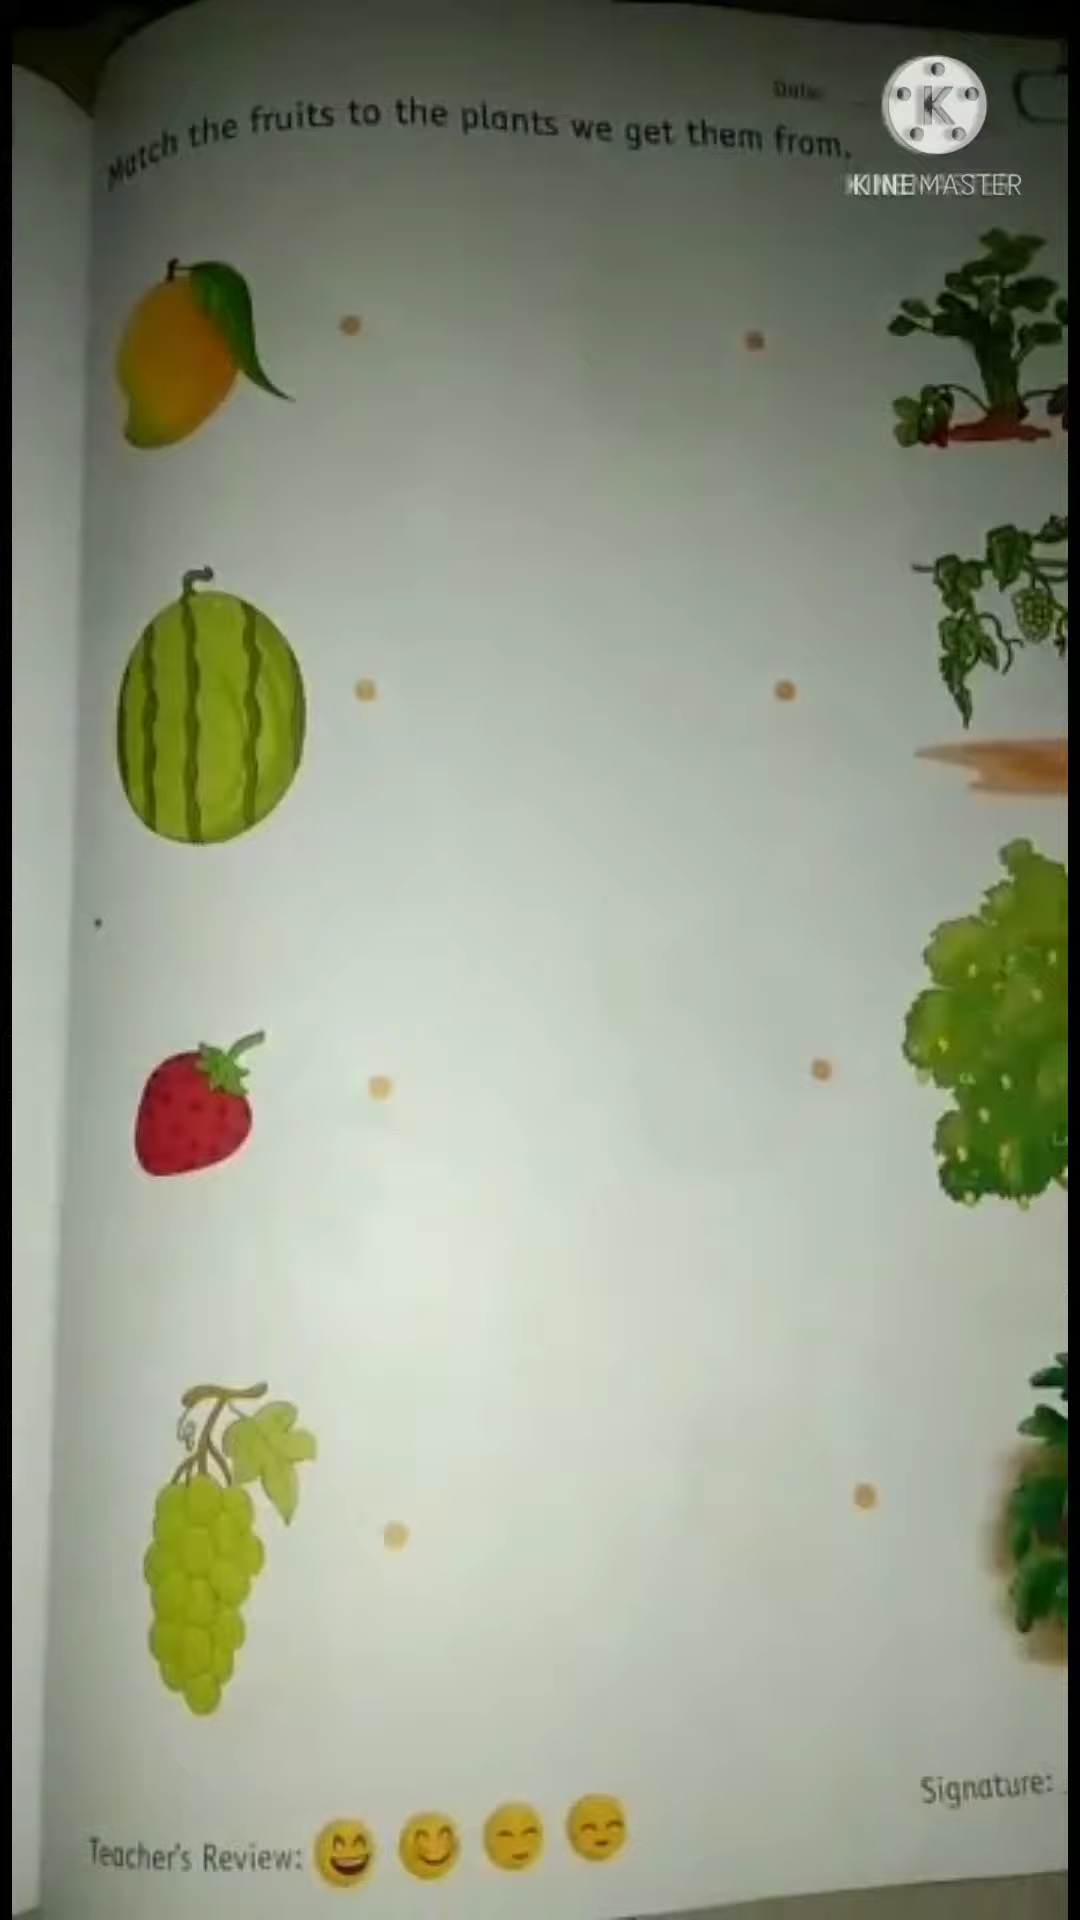 Date:
Match the fruits to the plants we get them from.
K
KINEMASTER
Signature:
Teacher's Review: